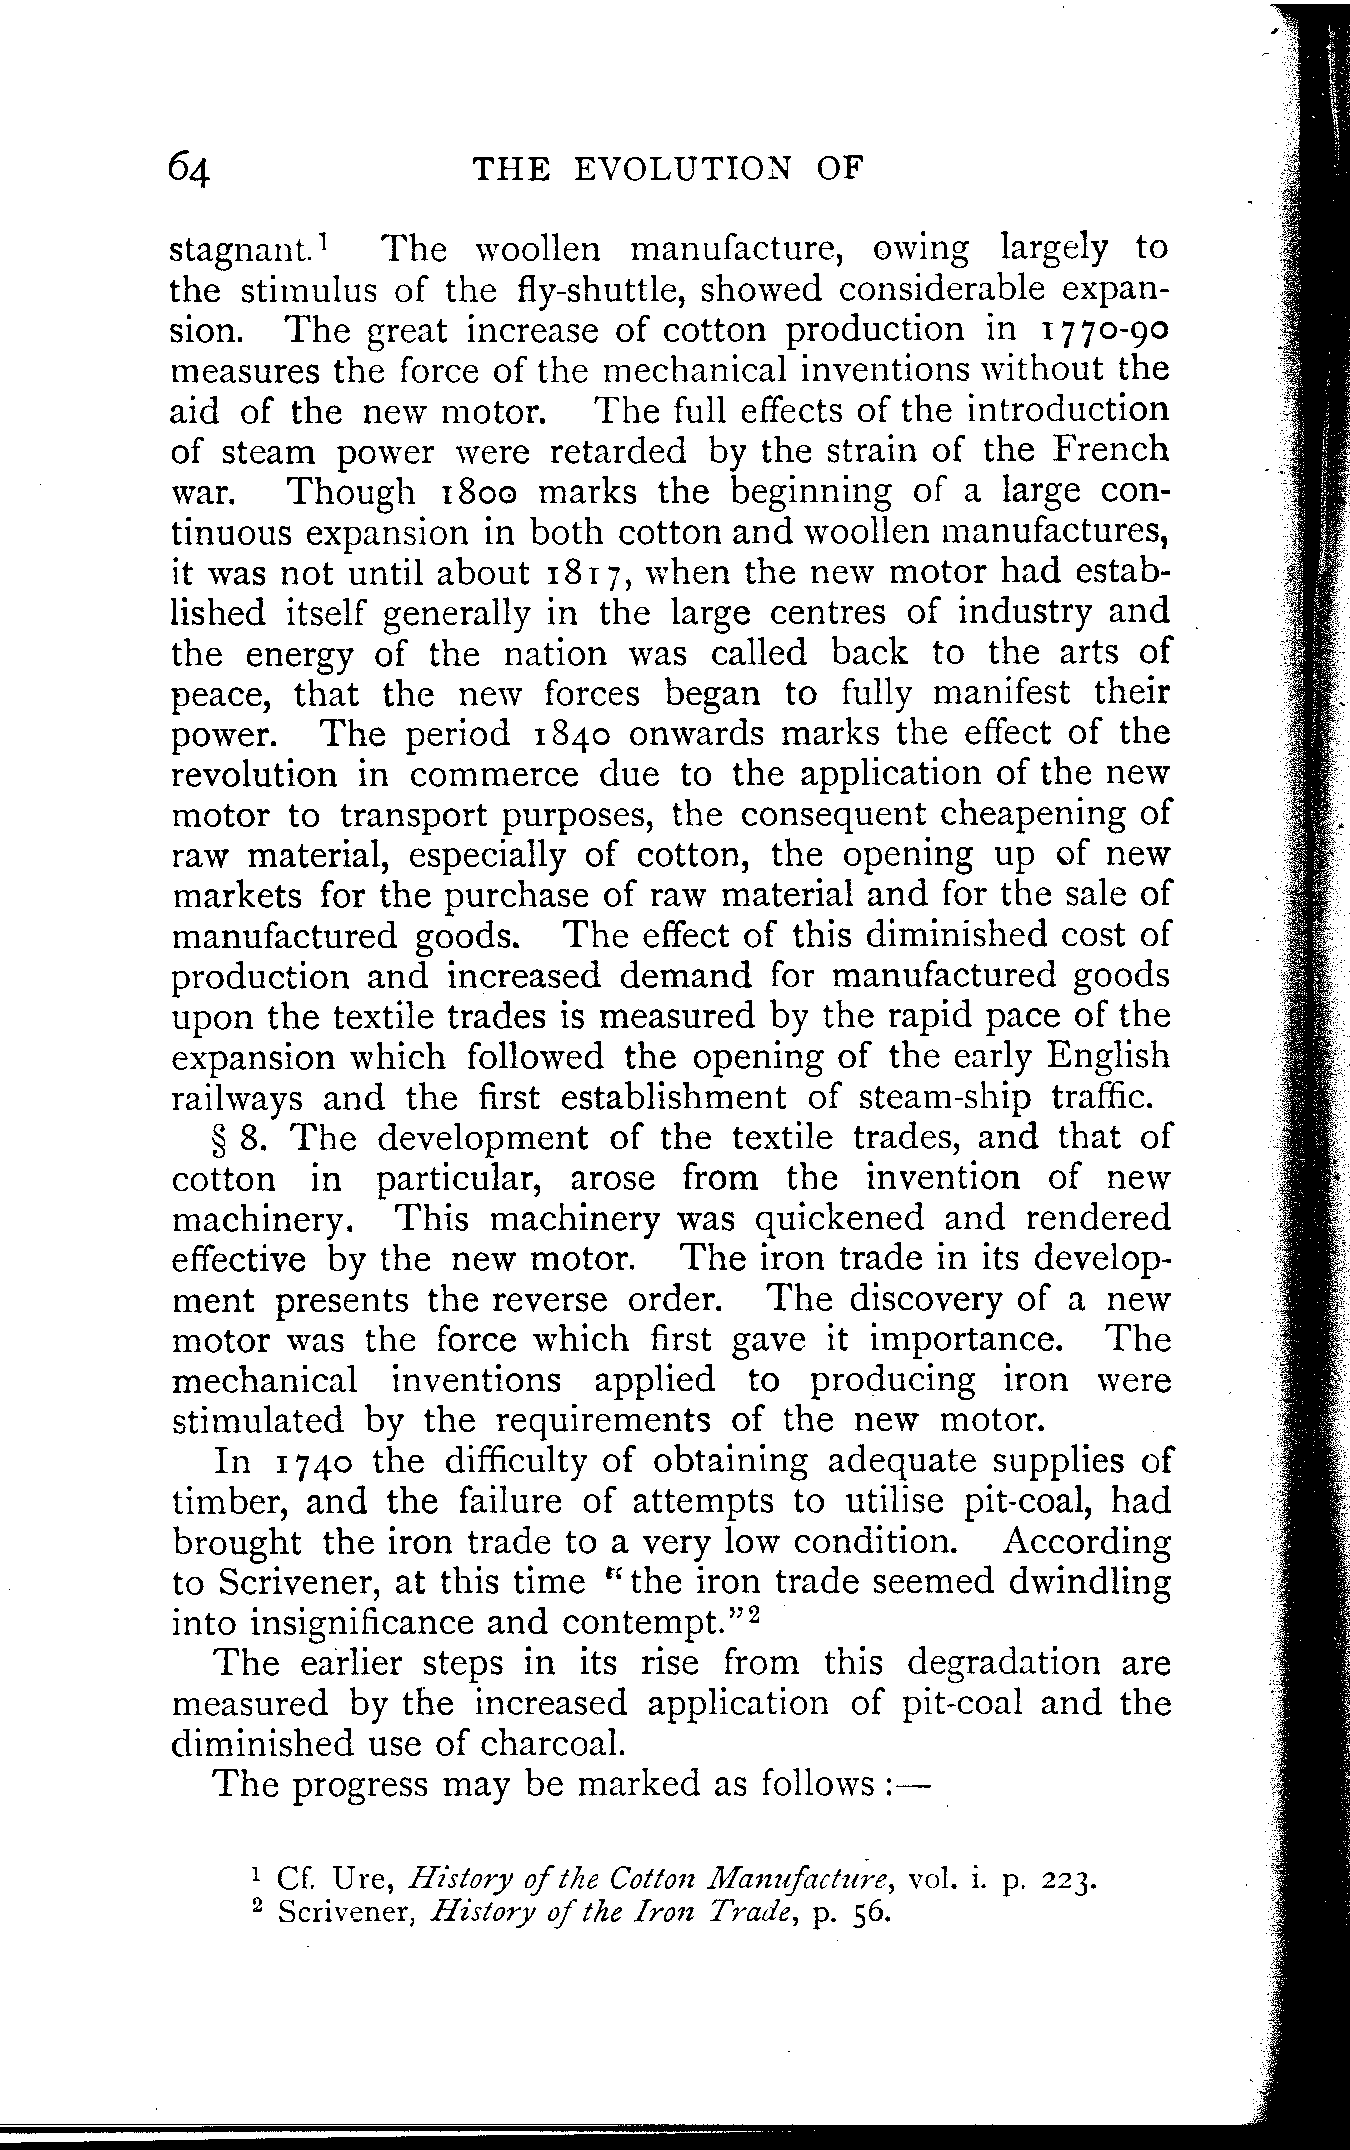 64 THE EVOLUTION OF
stagnant.¹ The woollen manufacture, owing largely to
the stimulus of the fly-shuttle, showed considerable expan-
sion. The great increase of cotton production in 1770-90
measures the force of the mechanical inventions without the
aid of the new motor. The full effects of the introduction
of steam power were retarded by the strain of the French
war. Though 1800 marks the beginning of a large con-
tinuous expansion in both cotton and woollen manufactures,
it was not until about 1817, when the new motor had estab-
lished itself generally in the large centres of industry and
the energy of the nation was called back to the arts of
peace, that the new forces began to fully manifest their
power. The period 1840 onwards marks the effect of the
revolution in commerce due to the application of the new
motor to transport purposes, the consequent cheapening of
raw material, especially of cotton, the opening up of new
markets for the purchase of raw material and for the sale of
manufactured goods. The effect of this diminished cost of
production and increased demand for manufactured goods
upon the textile trades is measured by the rapid pace of the
expansion which followed the opening of the early English
railways and the first establishment of steam-ship traffic.
§ 8. The development of the textile trades, and that of
cotton in particular, arose from the invention of new
machinery. This machinery was quickened and rendered
effective by the new motor. The iron trade in its develop-
ment presents the reverse order. The discovery of a new
motor was the force which first gave it importance. The
mechanical inventions applied to producing iron were
stimulated by the requirements of the new motor.
In 1740 the difficulty of obtaining adequate supplies of
timber, and the failure of attempts to utilise pit-coal, had
brought the iron trade to a very low condition. According
to Scrivener, at this time "the iron trade seemed dwindling
into insignificance and contempt."²
The earlier steps in its rise from this degradation are
measured by the increased application of pit-coal and the
diminished use of charcoal.
The progress may be marked as follows :—
¹ Cf. Ure, History of the Cotton Manufacture, vol. i. p. 223.
² Scrivener, History of the Iron Trade, p. 56.